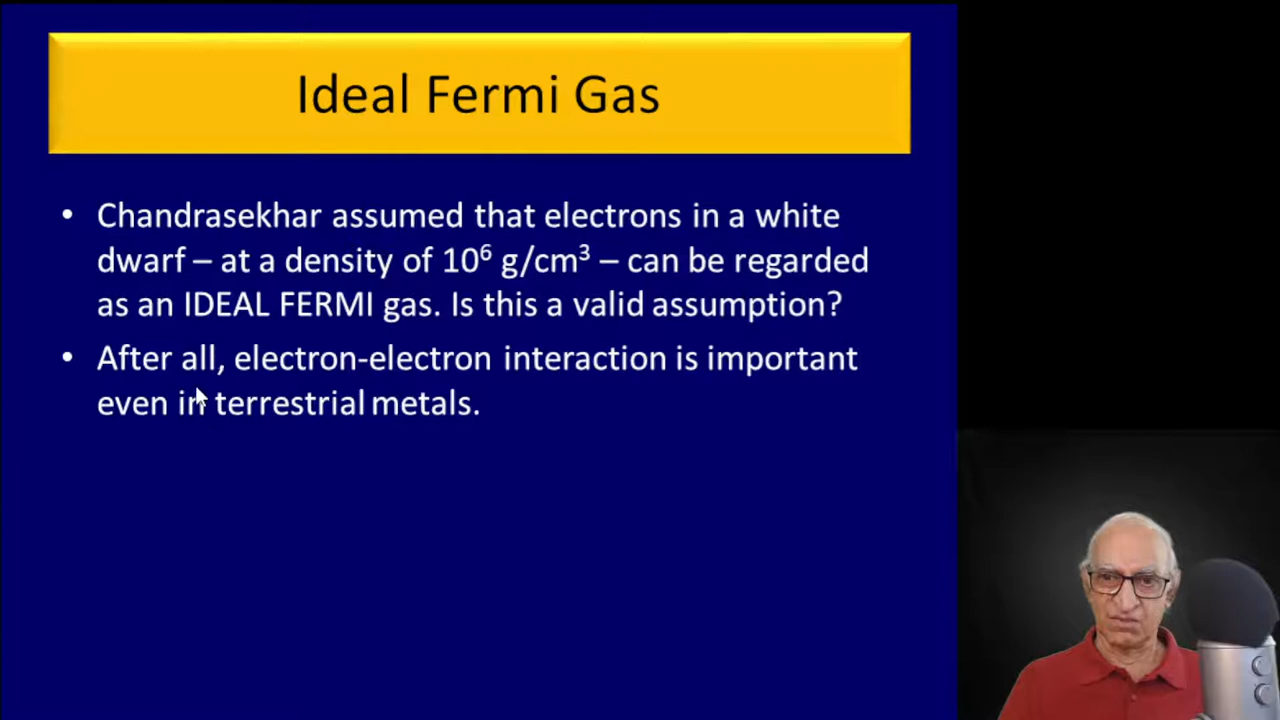 Ideal Fermi Gas
• Chandrasekhar assumed that electrons in a white
dwarf – at a density of 10⁶ g/cm³ – can be regarded
as an IDEAL FERMI gas. Is this a valid assumption?
• After all, electron-electron interaction is important
even in terrestrial metals.